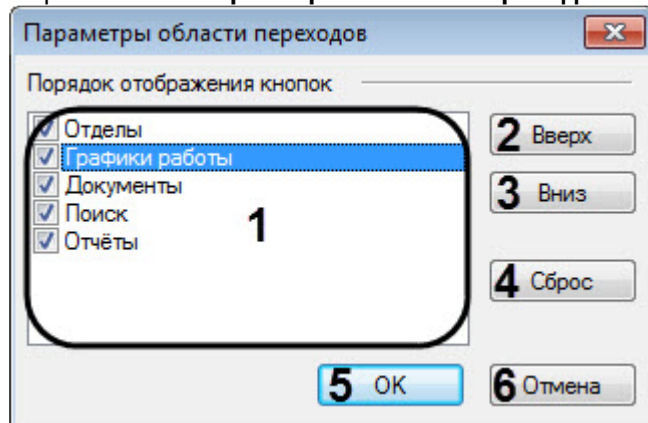 Параметры области переходов
Порядок отображения кнопок
Отделы
Графики работы
Документы
Поиск
Отчёты
1
2 Вверх
3 Вниз
4 Сброс
5 ОК
6 Отмена